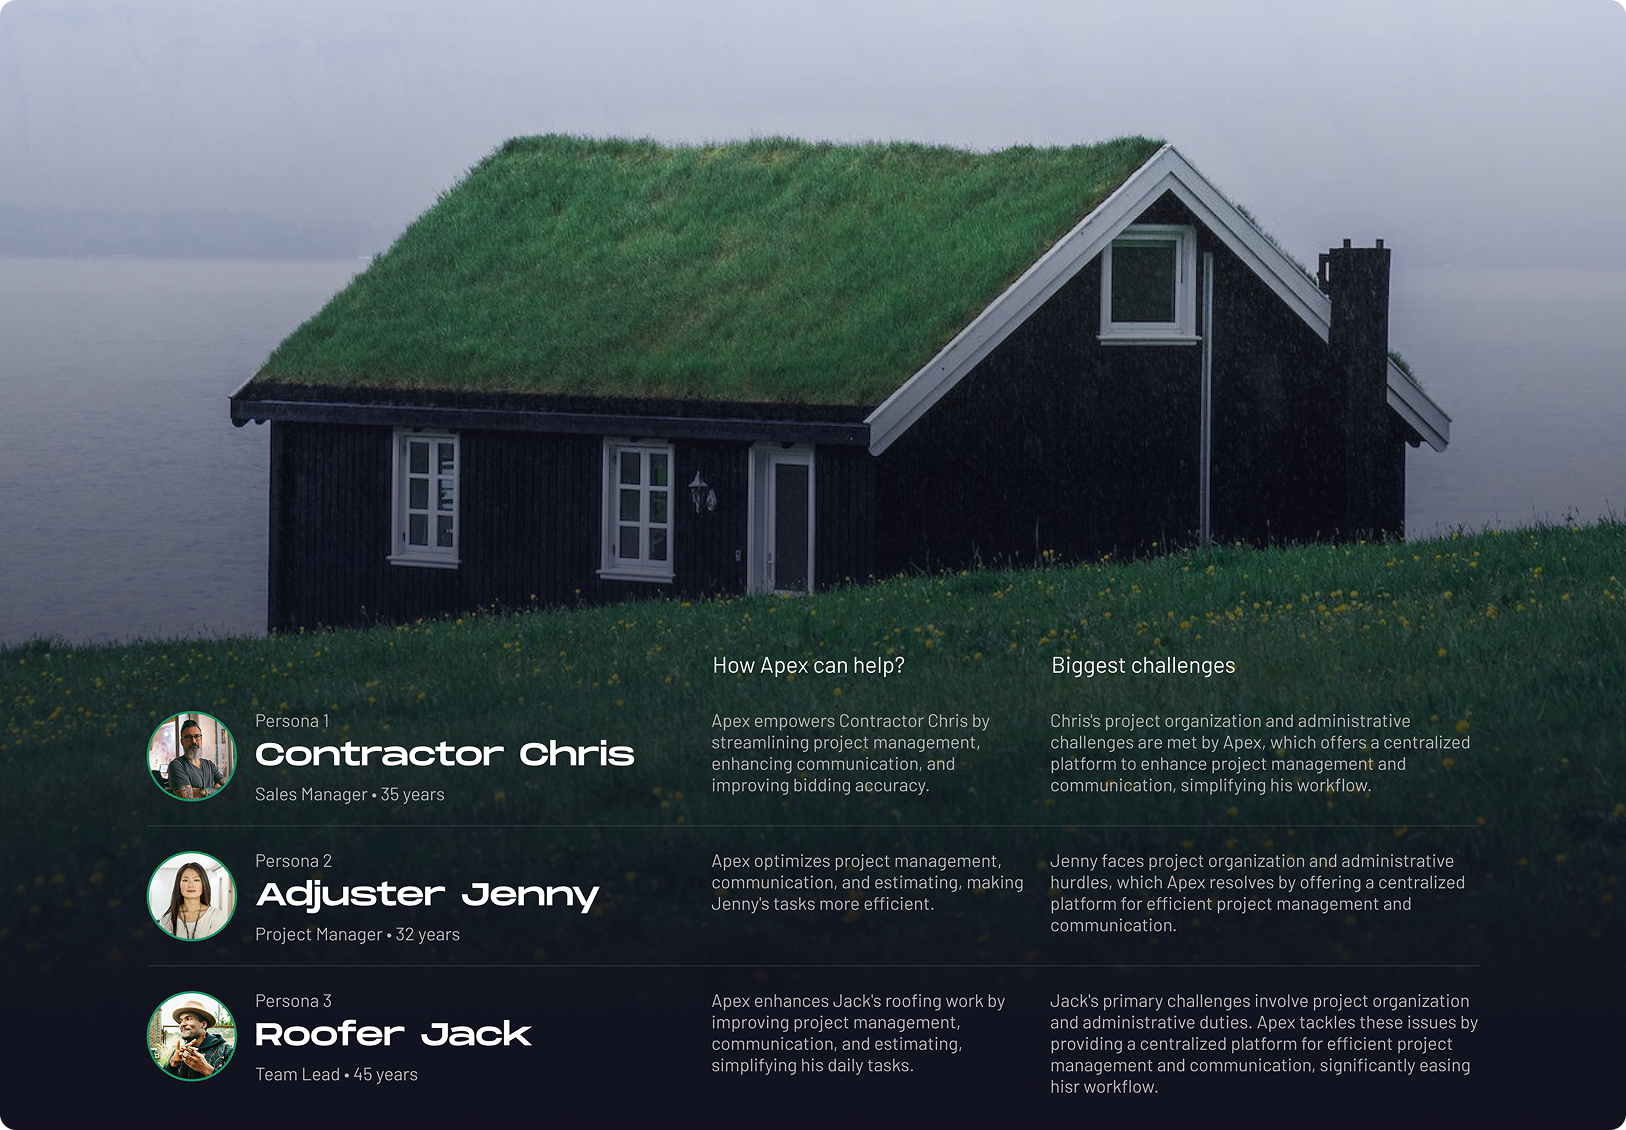 How Apex can help?
Biggest challenges
Persona 1
Contractor Chris
Sales Manager • 35 years
Apex empowers Contractor Chris by
streamlining project management,
enhancing communication, and
improving bidding accuracy.
Chris's project organization and administrative
challenges are met by Apex, which offers a centralized
platform to enhance project management and
communication, simplifying his workflow.
Persona 2
Adjuster Jenny
Project Manager • 32 years
Apex optimizes project management,
communication, and estimating, making
Jenny's tasks more efficient.
Jenny faces project organization and administrative
hurdles, which Apex resolves by offering a centralized
platform for efficient project management and
communication.
Persona 3
Roofer Jack
Team Lead • 45 years
Apex enhances Jack's roofing work by
improving project management,
communication, and estimating,
simplifying his daily tasks.
Jack's primary challenges involve project organization
and administrative duties. Apex tackles these issues by
providing a centralized platform for efficient project
management and communication, significantly easing
hisr workflow.